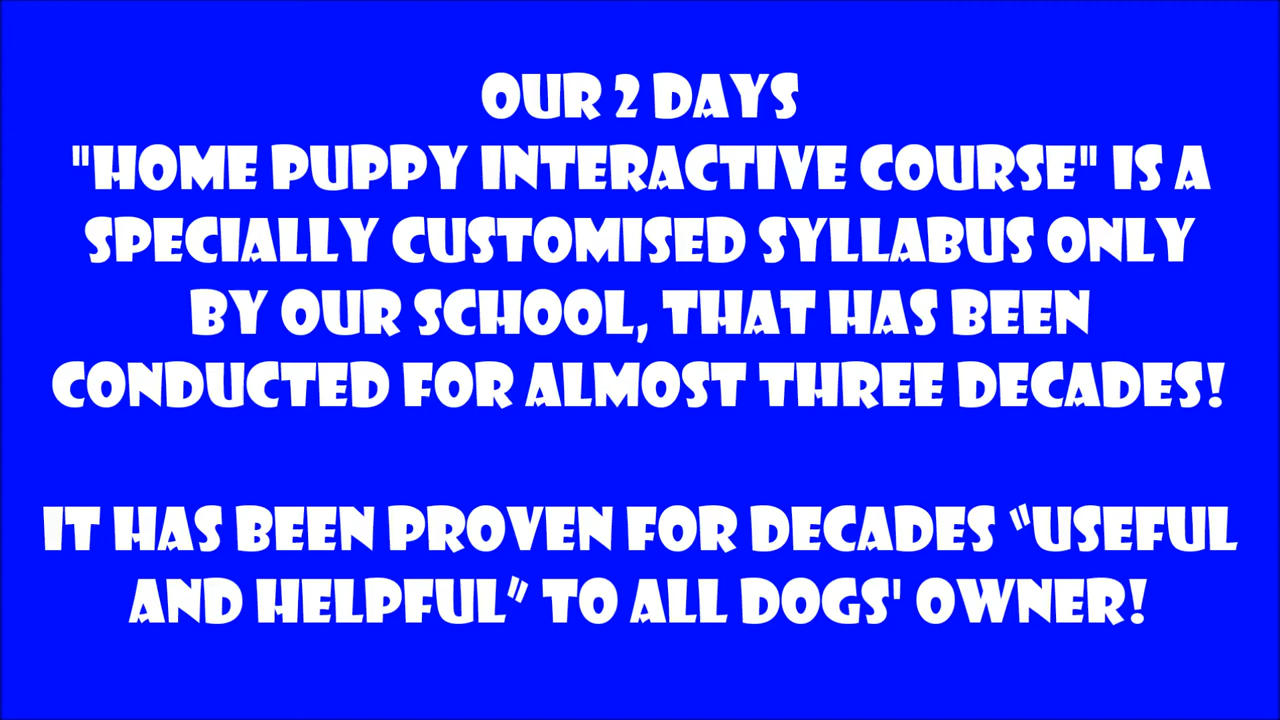 OUR 2 DAYS
"HOME PUPPY INTERACTIVE COURSE" IS A
SPECIALLY CUSTOMISED SYLLABUS ONLY
BY OUR SCHOOL, THAT HAS BEEN
CONDUCTED FOR ALMOST THREE DECADES!
IT HAS BEEN PROVEN FOR DECADES “USEFUL
AND HELPFUL” TO ALL DOGS' OWNER!